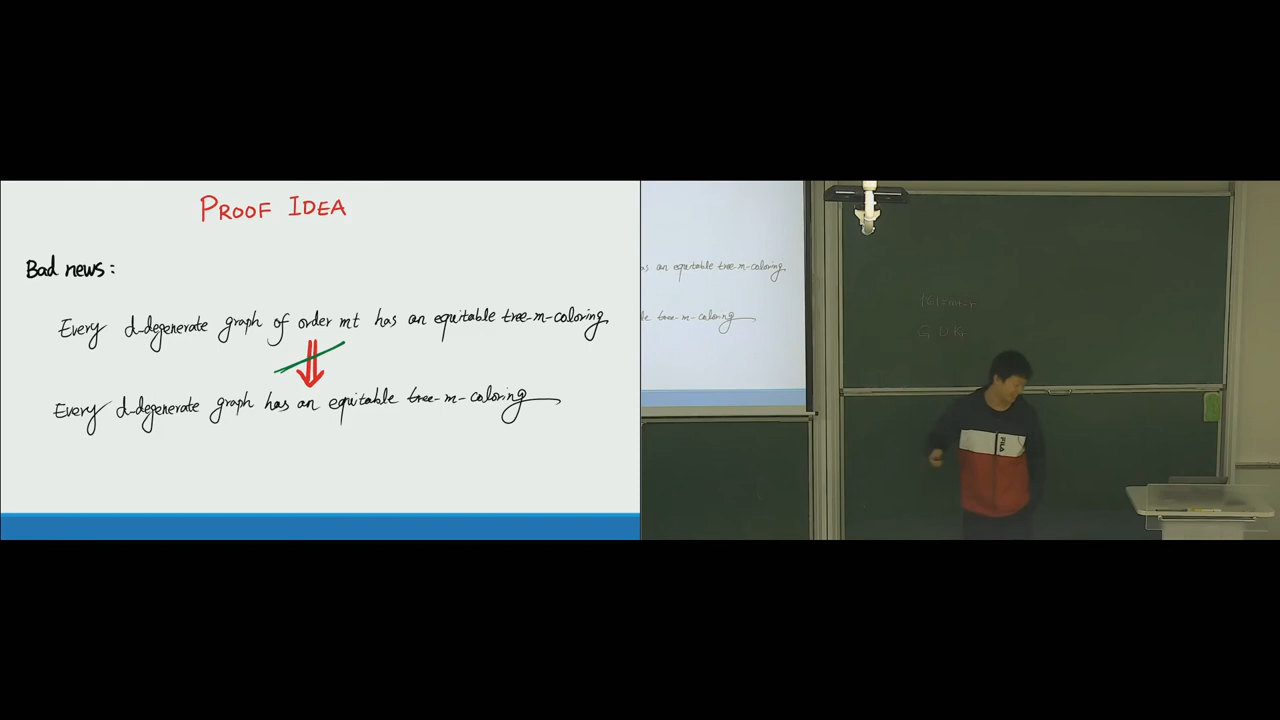 PROOF IDEA
Bad news:
Every d-degenerate graph of order mt has an equitable tree-m-coloring
Every d-degenerate graph has an equitable tree-m-coloring
as an equitable tree-m-coloring
le tree-m-coloring
FILA